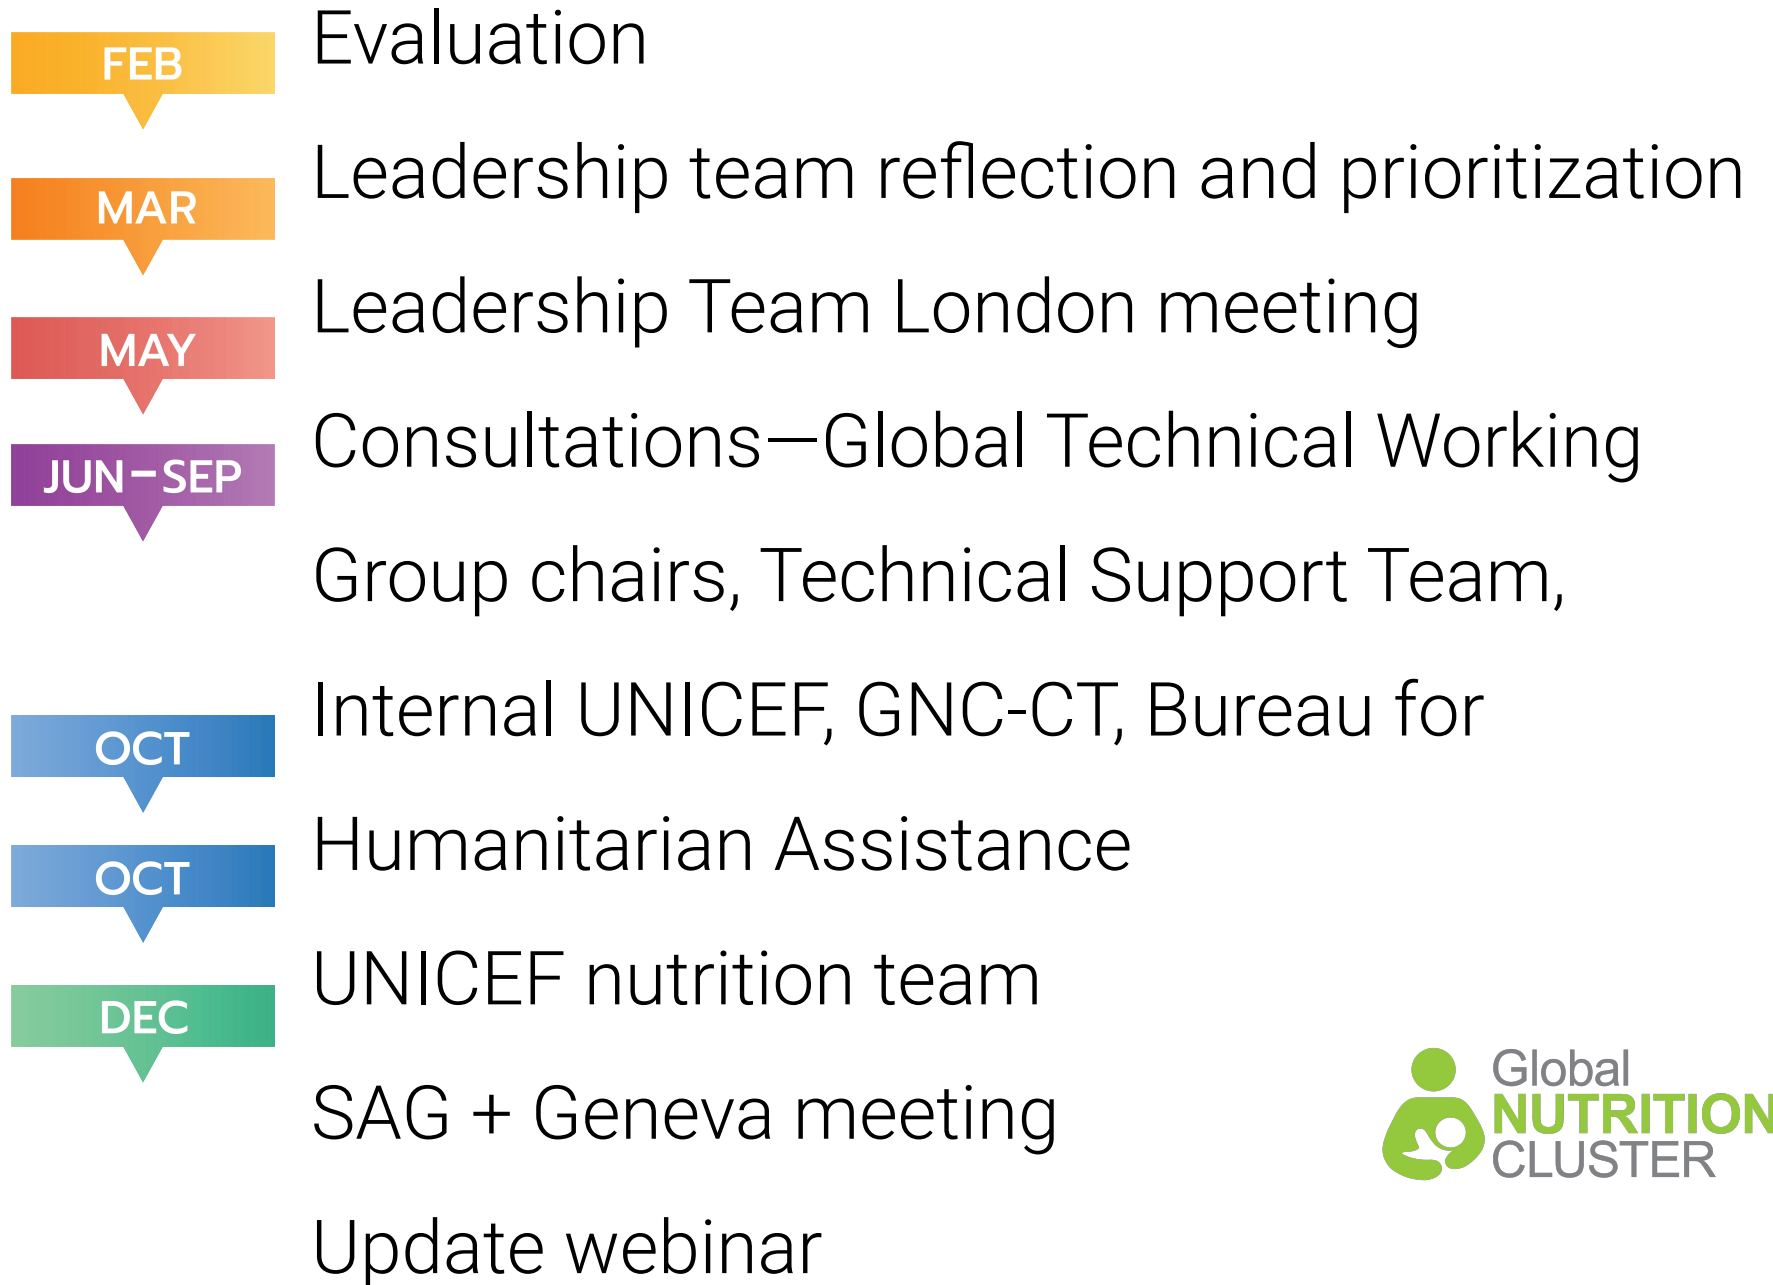 FEB
Evaluation
MAR
Leadership team reflection and prioritization
MAY
Leadership Team London meeting
JUN–SEP
Consultations—Global Technical Working
Group chairs, Technical Support Team,
Internal UNICEF, GNC-CT, Bureau for
Humanitarian Assistance
OCT
UNICEF nutrition team
OCT
SAG + Geneva meeting
DEC
Update webinar
Global
NUTRITION
CLUSTER